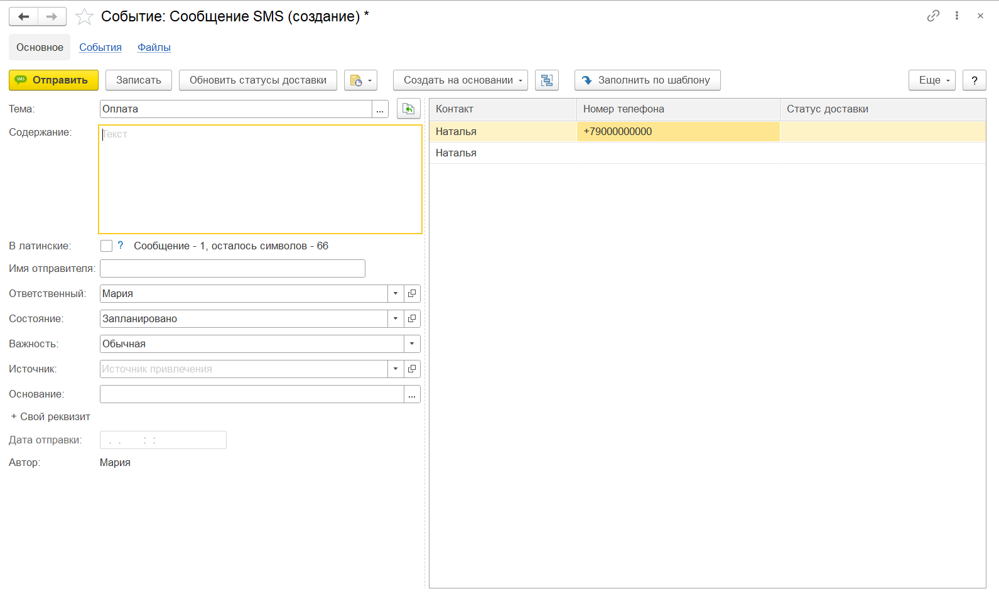 Событие: Сообщение SMS (создание) *
Основное События Файлы
SMS Отправить Записать Обновить статусы доставки Создать на основании Заполнить по шаблону Еще ?
Тема: Оплата ...
Содержание: Текст
В латинские: ? Сообщение - 1, осталось символов - 66
Имя отправителя:
Ответственный: Мария
Состояние: Запланировано
Важность: Обычная
Источник: Источник привлечения
Основание: ...
+ Свой реквизит
Дата отправки: . . : :
Автор: Мария
Контакт Номер телефона Статус доставки
Наталья +79000000000
Наталья